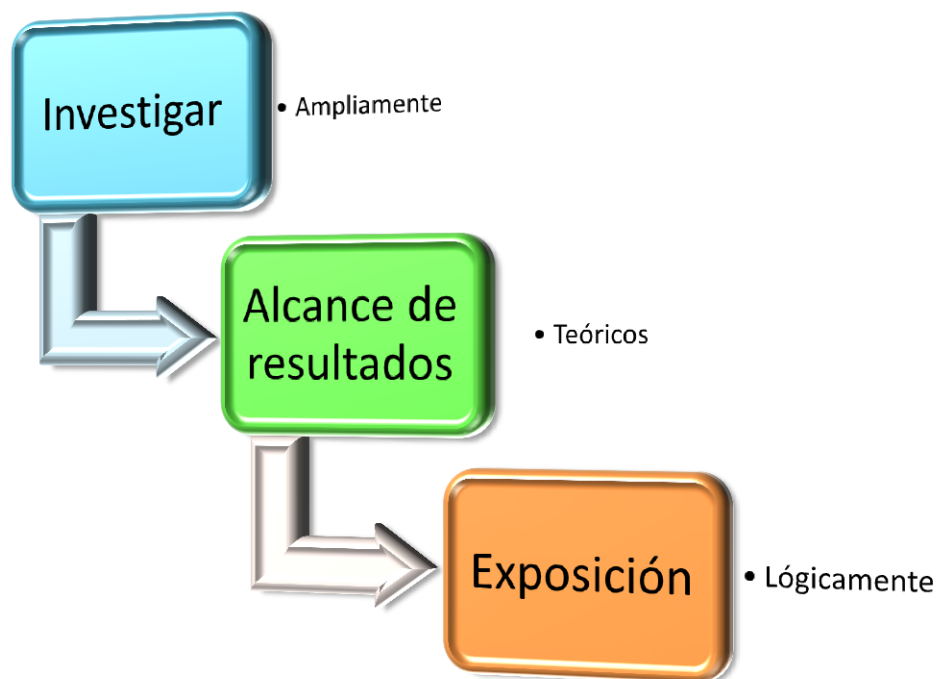 Investigar
• Ampliamente
Alcance de
resultados
• Teóricos
Exposición
• Lógicamente